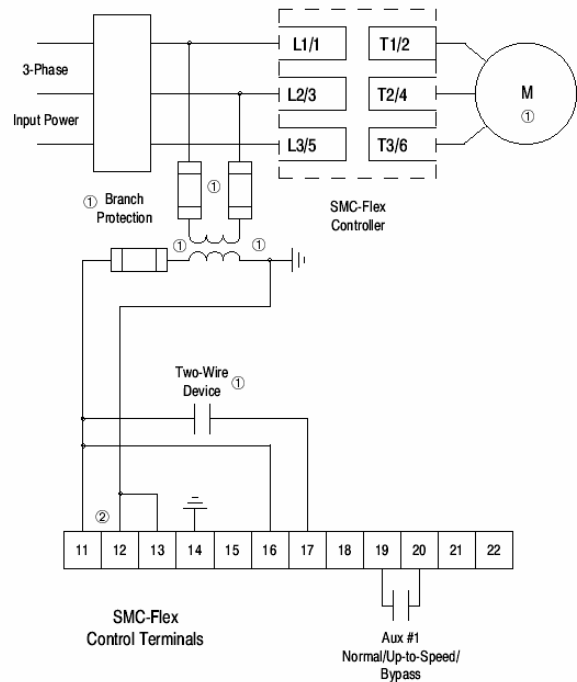 3-Phase
Input Power
L1/1
T1/2
L2/3
T2/4
L3/5
T3/6
M
①
① Branch
Protection
①
SMC-Flex
Controller
①
①
Two-Wire
Device ①
②
11 12 13 14 15 16 17 18 19 20 21 22
SMC-Flex
Control Terminals
Aux #1
Normal/Up-to-Speed/
Bypass